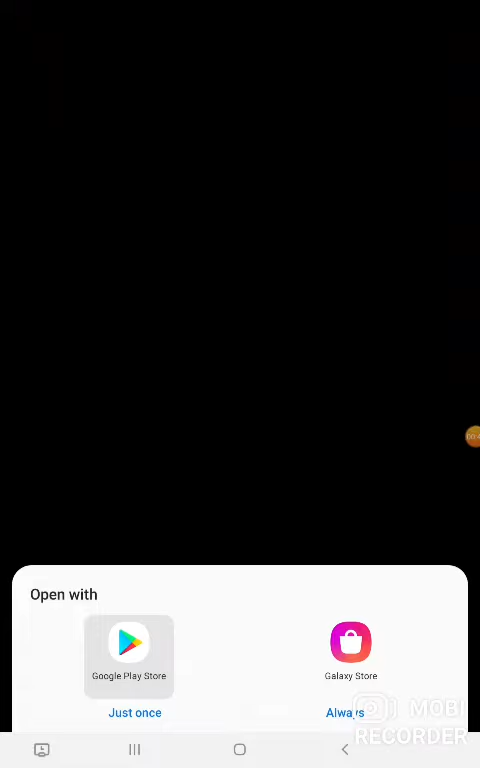 Open with
Google Play Store
Galaxy Store
Just once
Always
MOBI
RECORDER